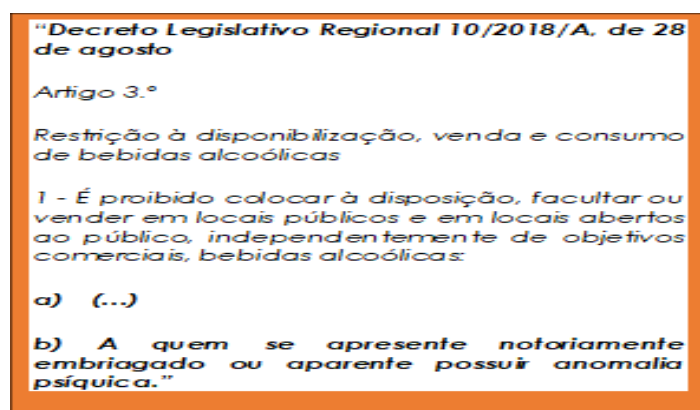 "Decreto Legislativo Regional 10/2018/A, de 28
de agosto
Artigo 3.º
Restrição à disponibilização, venda e consumo
de bebidas alcoólicas
1 - É proibido colocar à disposição, facultar ou
vender em locais públicos e em locais abertos
ao público, independentemente de objetivos
comerciais, bebidas alcoólicas:
a) (...)
b) A quem se apresente notoriamente
embriagado ou aparente possuir anomalia
psíquica."